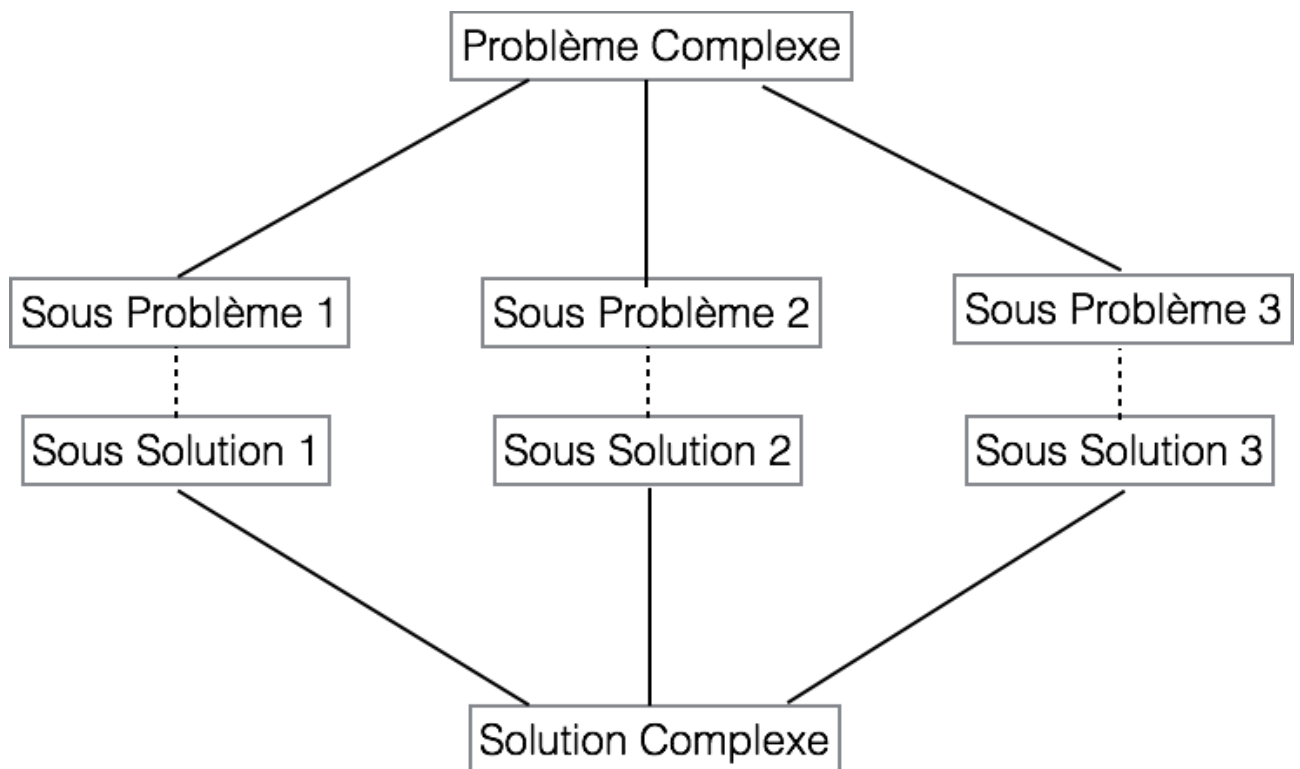 Problème Complexe
Sous Problème 1
Sous Problème 2
Sous Problème 3
Sous Solution 1
Sous Solution 2
Sous Solution 3
Solution Complexe